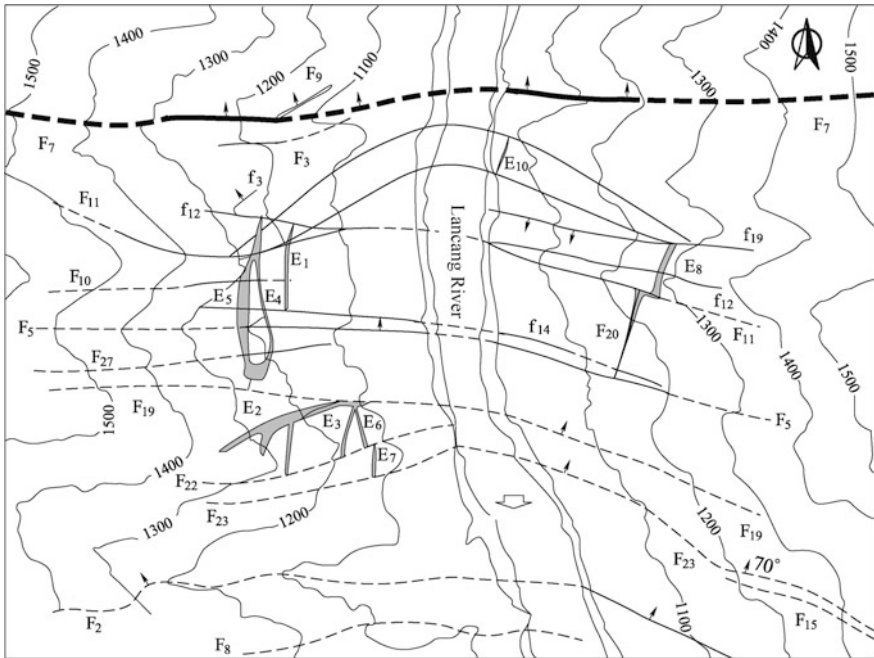 1400
1500
1300
1200
1100
F9
F7
F3
1300
1400
1500
F7
E10
f3
F11
f12
Lancang River
f19
E1
E8
F10
E5
E4
f12
F5
f14
F20
F11
1300
F27
1400
F19
1500
E2
E3
E6
F5
1500
E7
1400
F22
F23
1300
1200
1200
F19
F23
70°
F2
1100
F15
F8